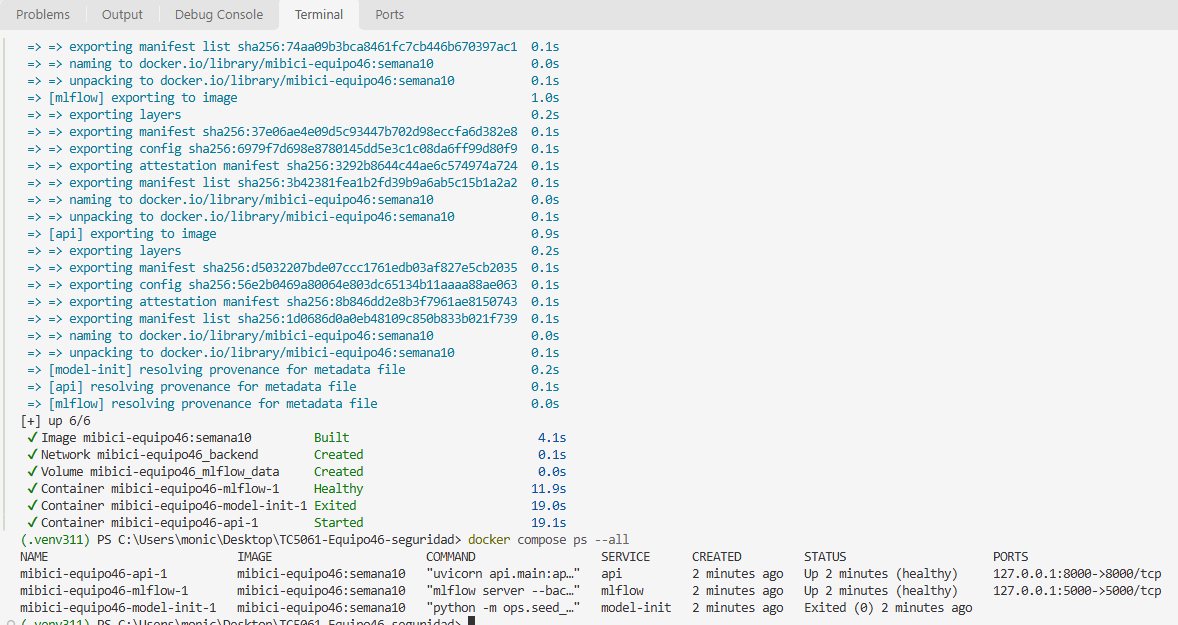 Problems Output Debug Console Terminal Ports
=> => exporting manifest list sha256:74aa09b3bca8461fc7cb446b670397ac1 0.1s
=> => naming to docker.io/library/mibici-equipo46:semana10 0.0s
=> => unpacking to docker.io/library/mibici-equipo46:semana10 0.1s
=> [mlflow] exporting to image 1.0s
=> => exporting layers 0.2s
=> => exporting manifest sha256:37e06ae4e09d5c93447b702d98eccfa6d382e8 0.1s
=> => exporting config sha256:6979f7d698e8780145dd5e3c1c08da6ff99d80f9 0.1s
=> => exporting attestation manifest sha256:3292b8644c44ae6c574974a724 0.1s
=> => exporting manifest list sha256:3b42381fea1b2fd39b9a6ab5c15b1a2a2 0.1s
=> => naming to docker.io/library/mibici-equipo46:semana10 0.0s
=> => unpacking to docker.io/library/mibici-equipo46:semana10 0.1s
=> [api] exporting to image 0.9s
=> => exporting layers 0.2s
=> => exporting manifest sha256:d5032207bde07ccc1761edb03af827e5cb2035 0.1s
=> => exporting config sha256:56e2b0469a80064e803dc65134b11aaaa88ae063 0.1s
=> => exporting attestation manifest sha256:8b846dd2e8b3f7961ae8150743 0.1s
=> => exporting manifest list sha256:1d0686d0a0eb48109c850b833b021f739 0.1s
=> => naming to docker.io/library/mibici-equipo46:semana10 0.0s
=> => unpacking to docker.io/library/mibici-equipo46:semana10 0.1s
=> [model-init] resolving provenance for metadata file 0.2s
=> [api] resolving provenance for metadata file 0.1s
=> [mlflow] resolving provenance for metadata file 0.0s
[+] up 6/6
✓ Image mibici-equipo46:semana10 Built 4.1s
✓ Network mibici-equipo46_backend Created 0.1s
✓ Volume mibici-equipo46_mlflow_data Created 0.0s
✓ Container mibici-equipo46-mlflow-1 Healthy 11.9s
✓ Container mibici-equipo46-model-init-1 Exited 19.0s
✓ Container mibici-equipo46-api-1 Started 19.1s
(.venv311) PS C:\Users\monic\Desktop\TC5061-Equipo46-seguridad> docker compose ps --all
NAME IMAGE COMMAND SERVICE CREATED STATUS PORTS
mibici-equipo46-api-1 mibici-equipo46:semana10 "uvicorn api.main:ap…" api 2 minutes ago Up 2 minutes (healthy) 127.0.0.1:8000->8000/tcp
mibici-equipo46-mlflow-1 mibici-equipo46:semana10 "mlflow server --bac…" mlflow 2 minutes ago Up 2 minutes (healthy) 127.0.0.1:5000->5000/tcp
mibici-equipo46-model-init-1 mibici-equipo46:semana10 "python -m ops.seed_…" model-init 2 minutes ago Exited (0) 2 minutes ago
(.venv311) PS C:\Users\monic\Desktop\TC5061-Equipo46-seguridad>